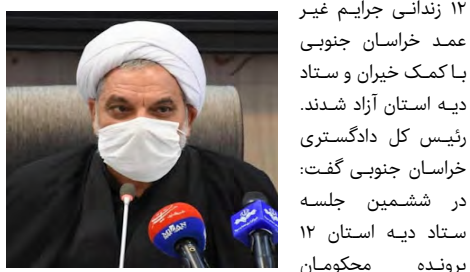 ۱۲ زندانی جرایم غیر
عمد خراسان جنوبی
با کمک خیران و ستاد
دیه استان آزاد شدند.
رئیس کل دادگستری
خراسان جنوبی گفت:
در ششمین جلسه
ستاد دیه استان ۱۲
پرونده محکومان
MIZAN